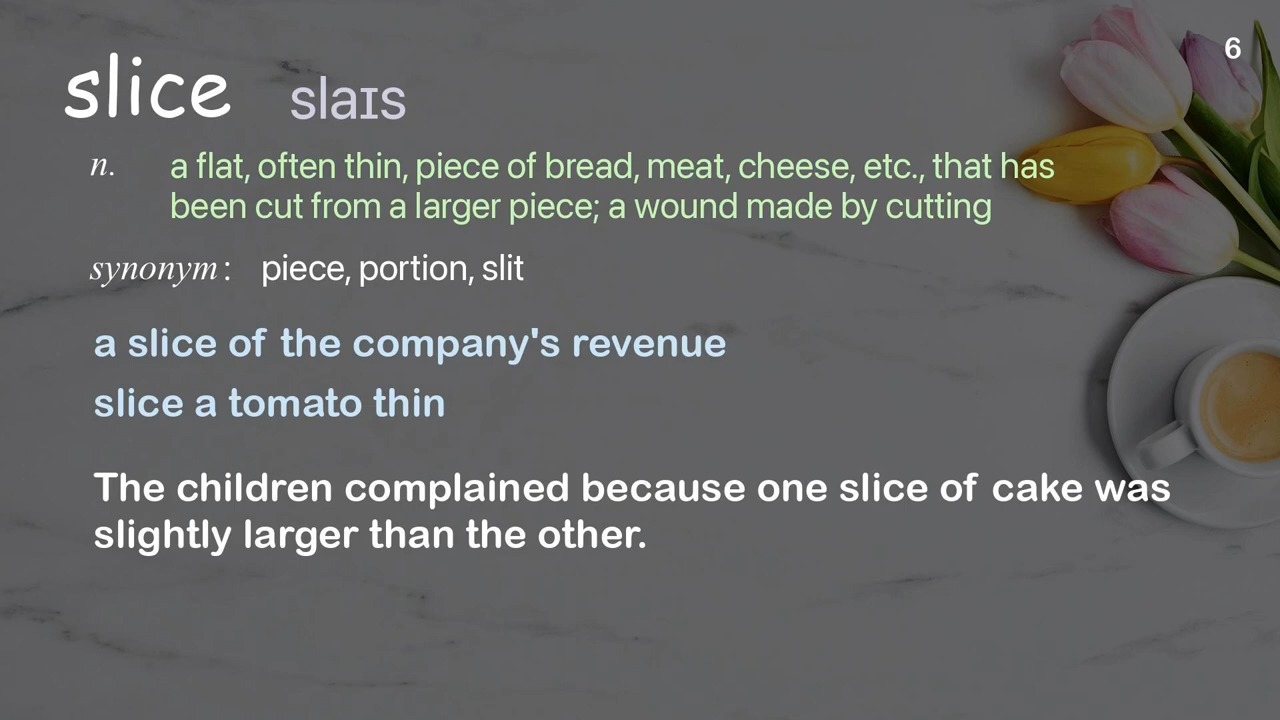 6
slice slaɪs
n. a flat, often thin, piece of bread, meat, cheese, etc., that has
been cut from a larger piece; a wound made by cutting
synonym: piece, portion, slit
a slice of the company's revenue
slice a tomato thin
The children complained because one slice of cake was
slightly larger than the other.